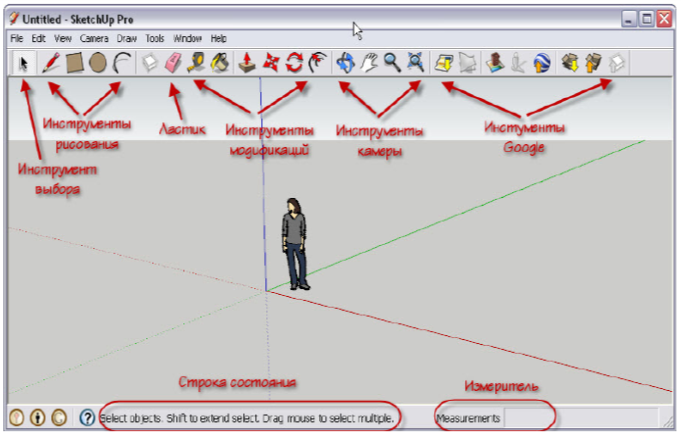 Untitled - SketchUp Pro
File Edit View Camera Draw Tools Window Help
Инструменты
рисования
Ластик
Инструменты
модификаций
Инструменты
камеры
Инстументы
Google
Инструмент
выбора
Строка состояния
Измеритель
Select objects. Shift to extend select. Drag mouse to select multiple.
Measurements